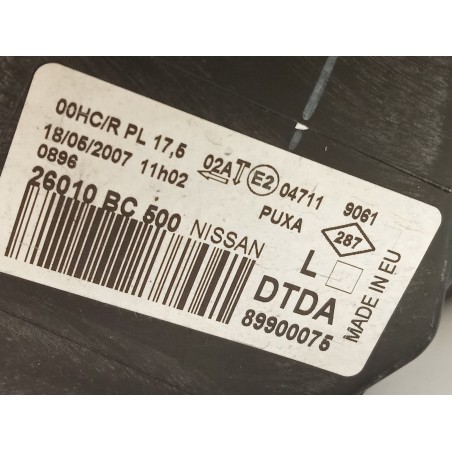 00HC/R PL 17,5
18/05/2007 11h02 02A E2 04711 9061
0896 PUXA 287
26010 BC 500 NISSAN
L
DTDA
89900075
MADE IN EU